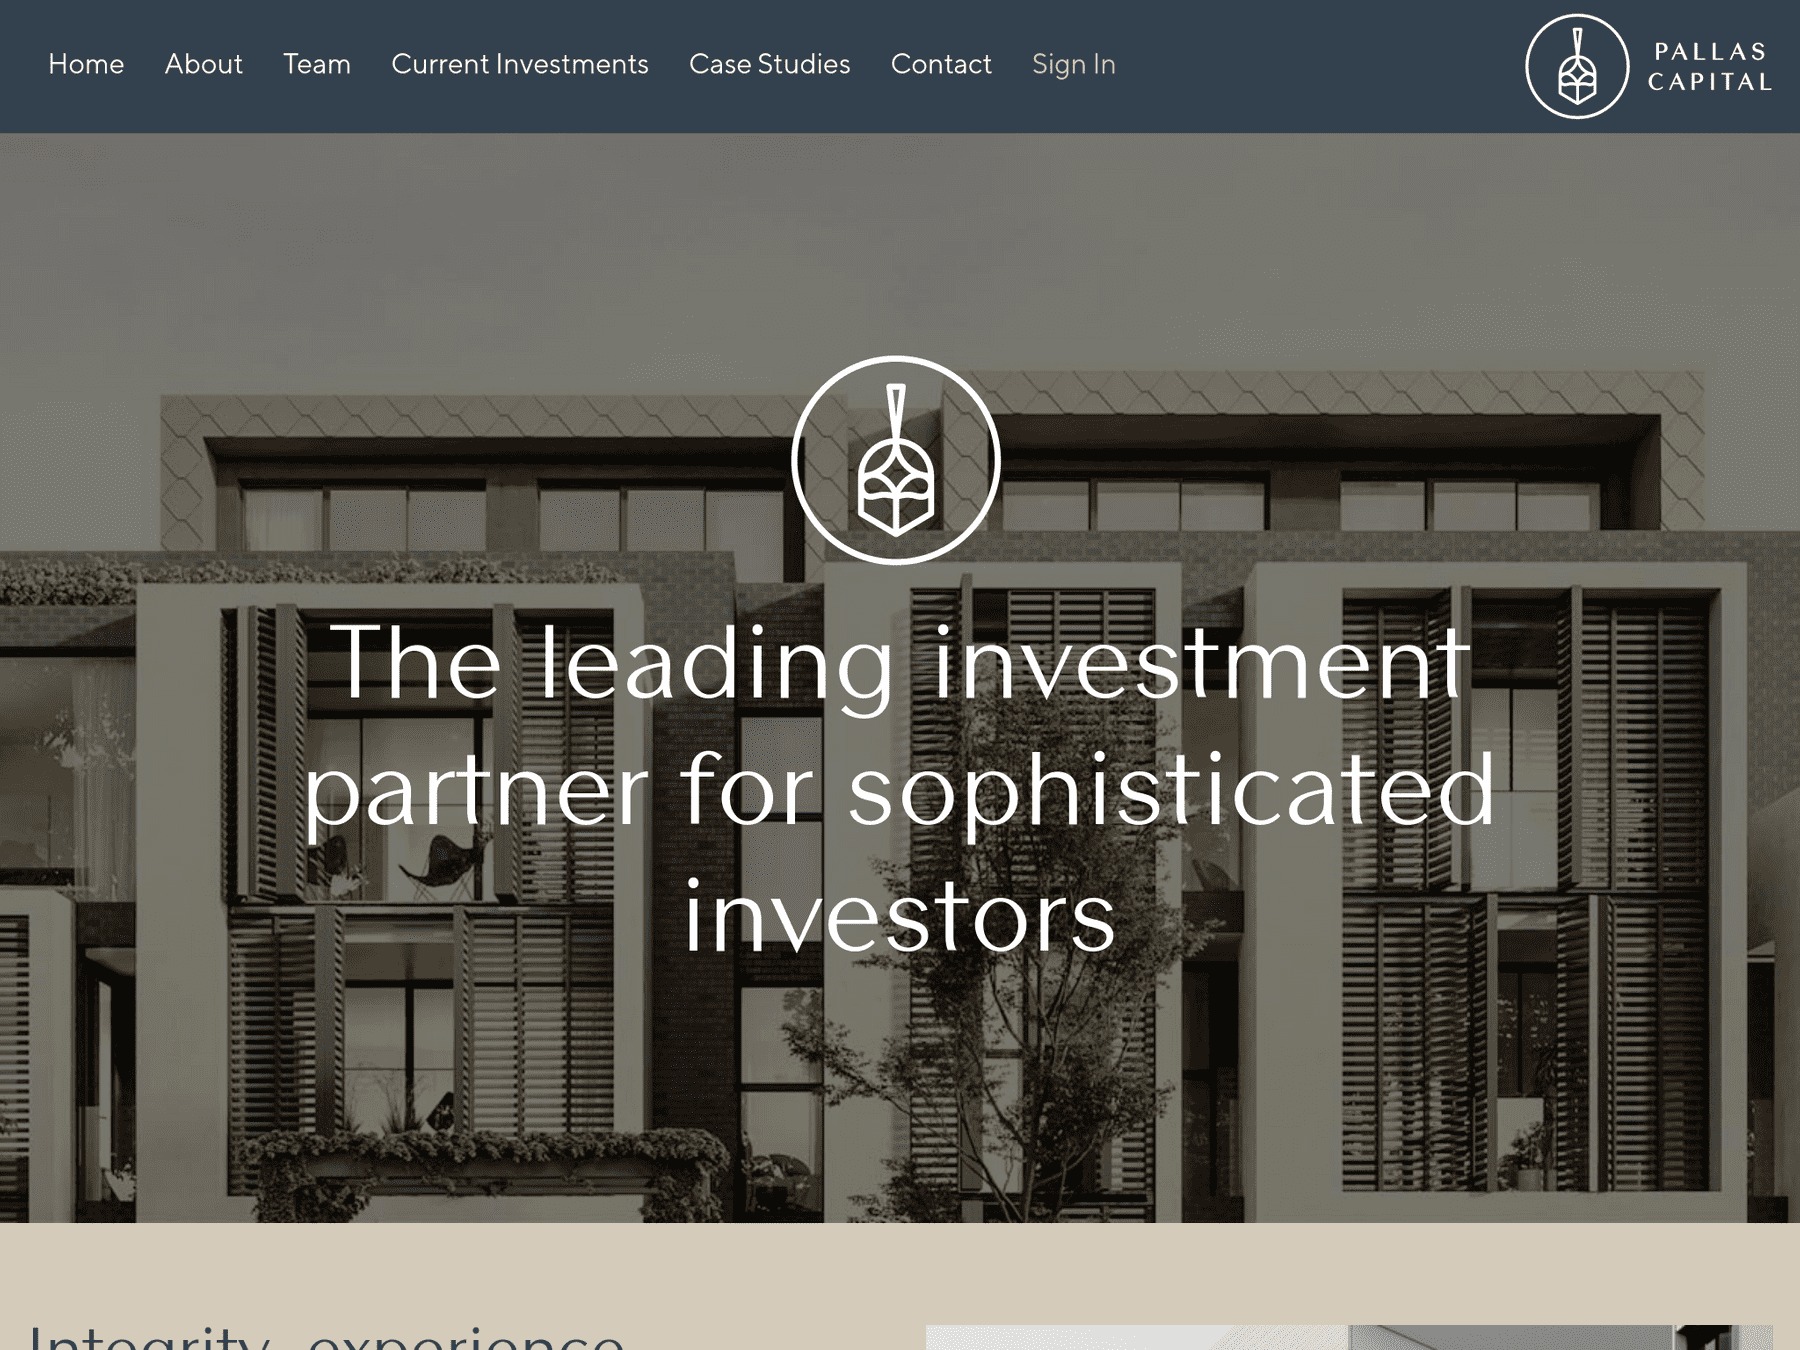 Home About Team Current Investments Case Studies Contact Sign In
PALLAS
CAPITAL
The leading investment
partner for sophisticated
investors
Integrity, experience